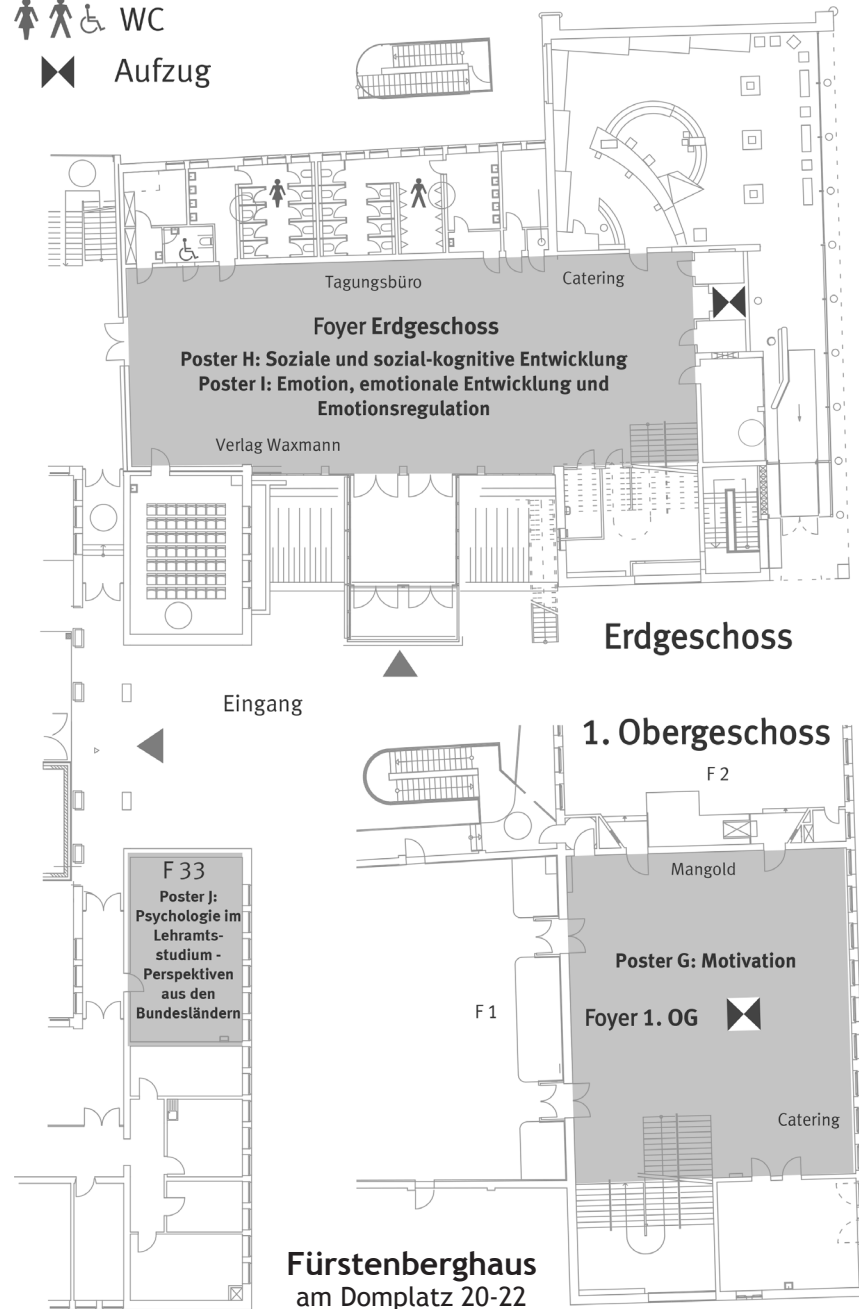 WC
Aufzug
Tagungsbüro
Catering
Foyer Erdgeschoss
Poster H: Soziale und sozial-kognitive Entwicklung
Poster I: Emotion, emotionale Entwicklung und
Emotionsregulation
Verlag Waxmann
Erdgeschoss
Eingang
1. Obergeschoss
F 2
F 33
Poster J:
Psychologie im
Lehramts-
studium -
Perspektiven
aus den
Bundesländern
Mangold
Poster G: Motivation
F 1
Foyer 1. OG
Catering
Fürstenberghaus
am Domplatz 20-22